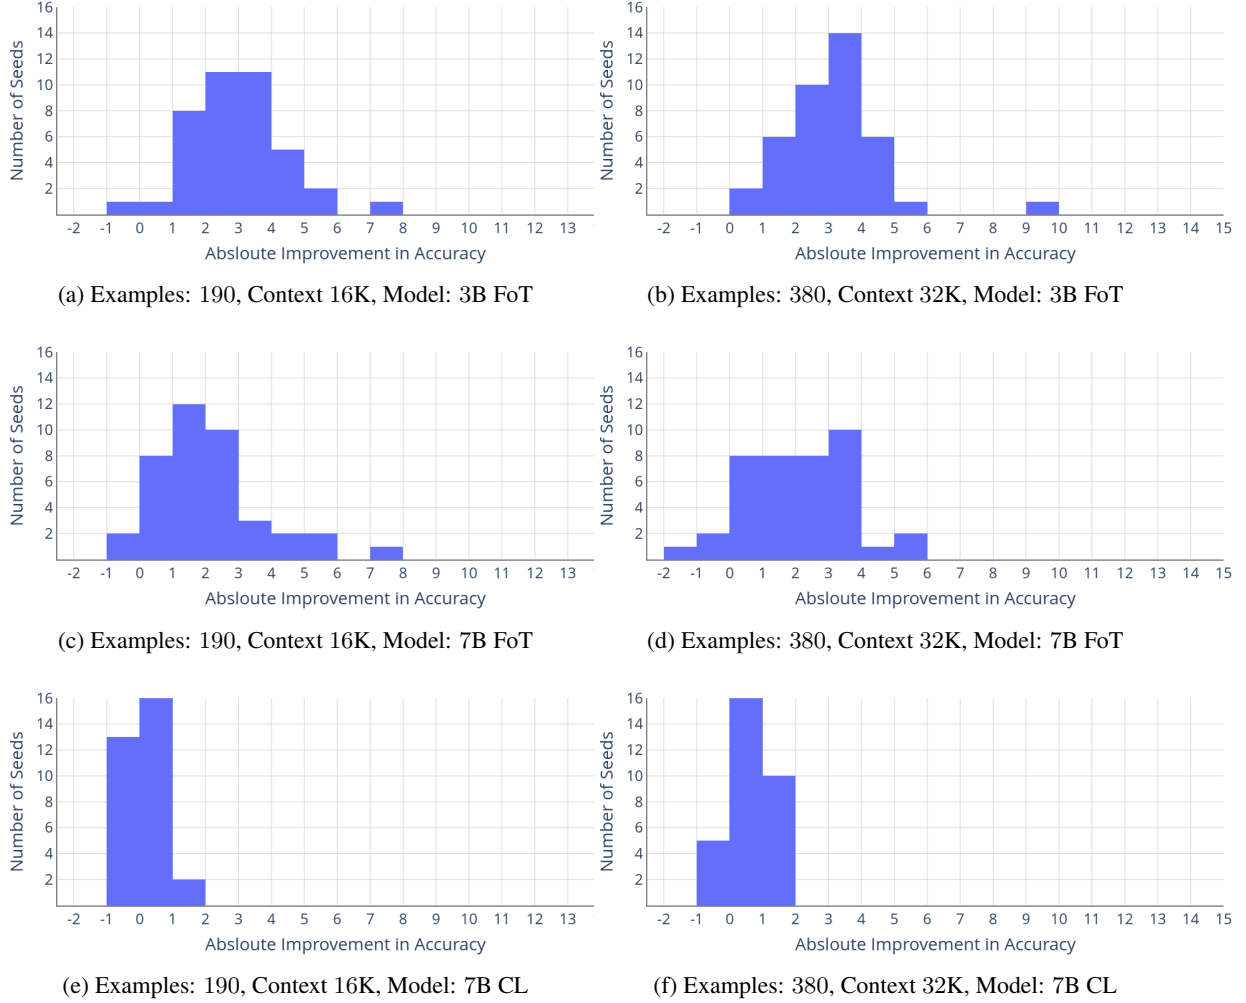 16
14
12
10
8
6
4
2
Number of Seeds
-2 -1 0 1 2 3 4 5 6 7 8 9 10 11 12 13
Absloute Improvement in Accuracy
(a) Examples: 190, Context 16K, Model: 3B FoT
16
14
12
10
8
6
4
2
Number of Seeds
-2 -1 0 1 2 3 4 5 6 7 8 9 10 11 12 13 14 15
Absloute Improvement in Accuracy
(b) Examples: 380, Context 32K, Model: 3B FoT
16
14
12
10
8
6
4
2
Number of Seeds
-2 -1 0 1 2 3 4 5 6 7 8 9 10 11 12 13
Absloute Improvement in Accuracy
(c) Examples: 190, Context 16K, Model: 7B FoT
16
14
12
10
8
6
4
2
Number of Seeds
-2 -1 0 1 2 3 4 5 6 7 8 9 10 11 12 13 14 15
Absloute Improvement in Accuracy
(d) Examples: 380, Context 32K, Model: 7B FoT
16
14
12
10
8
6
4
2
Number of Seeds
-2 -1 0 1 2 3 4 5 6 7 8 9 10 11 12 13
Absloute Improvement in Accuracy
(e) Examples: 190, Context 16K, Model: 7B CL
16
14
12
10
8
6
4
2
Number of Seeds
-2 -1 0 1 2 3 4 5 6 7 8 9 10 11 12 13 14 15
Absloute Improvement in Accuracy
(f) Examples: 380, Context 32K, Model: 7B CL